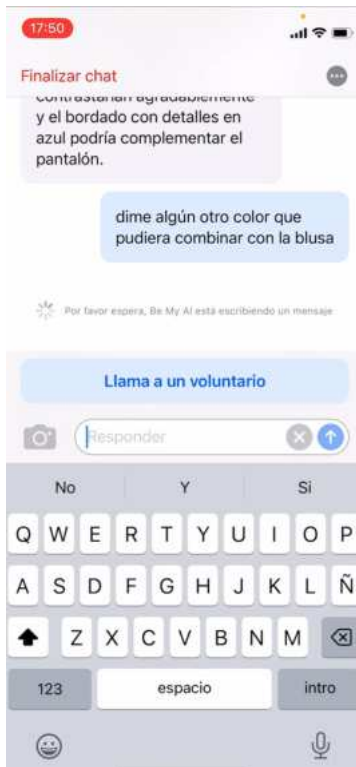 17:50
Finalizar chat
contrastarían agradablemente
y el bordado con detalles en
azul podría complementar el
pantalón.
dime algún otro color que
pudiera combinar con la blusa
Por favor espera, Be My AI está escribiendo un mensaje
Llama a un voluntario
Responder
No Y Si
Q W E R T Y U I O P
A S D F G H J K L Ñ
Z X C V B N M
123 espacio intro